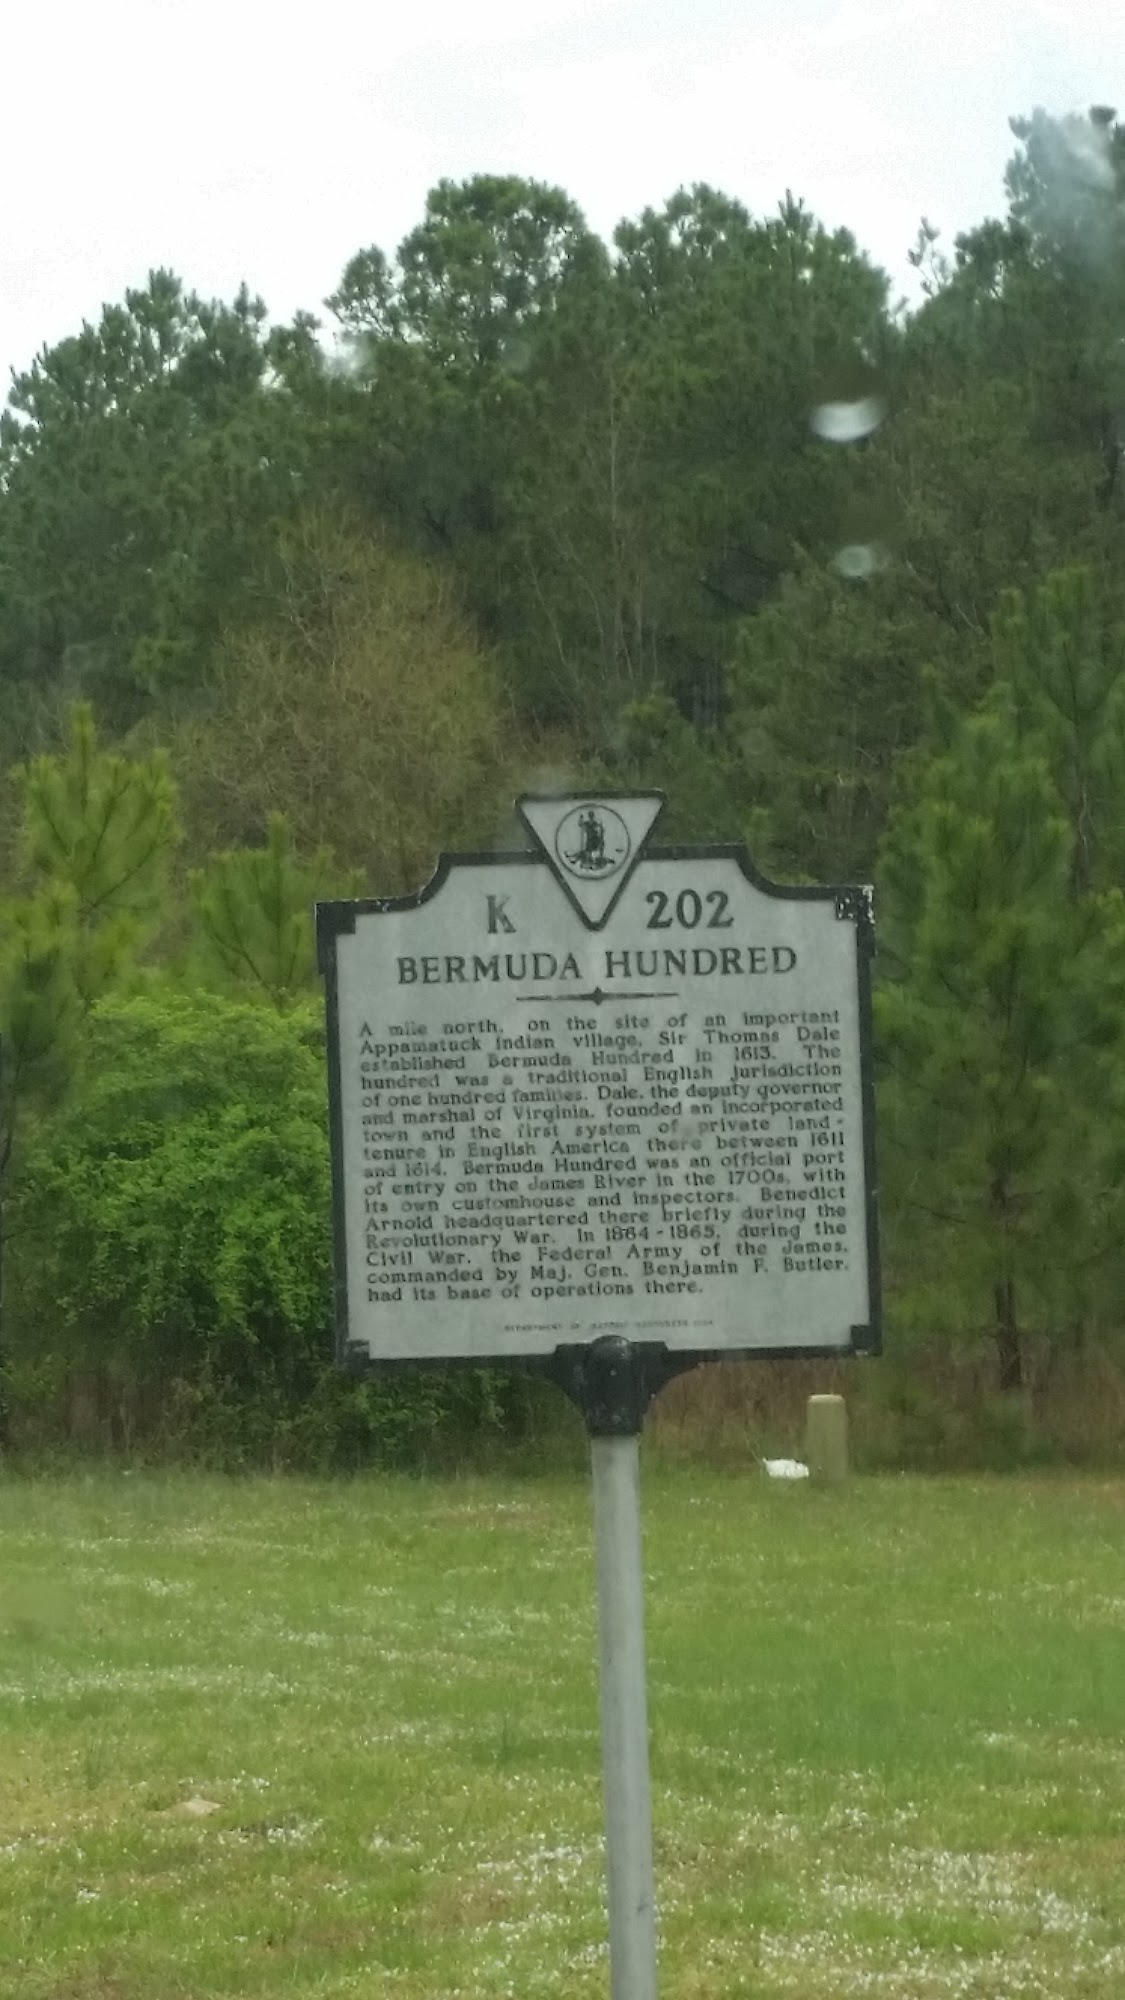 K 202
BERMUDA HUNDRED
A mile north, on the site of an important
Appamatuck Indian village, Sir Thomas Dale
established Bermuda Hundred in 1613. The
hundred was a traditional English jurisdiction
of one hundred families. Dale, the deputy governor
and marshal of Virginia, founded an incorporated
town and the first system of private land-
tenure in English America there between 1611
and 1614. Bermuda Hundred was an official port
of entry on the James River in the 1700s, with
its own customhouse and inspectors. Benedict
Arnold headquartered there briefly during the
Revolutionary War. In 1864-1865, during the
Civil War, the Federal Army of the James,
commanded by Maj. Gen. Benjamin F. Butler,
had its base of operations there.
DEPARTMENT OF HISTORIC RESOURCES